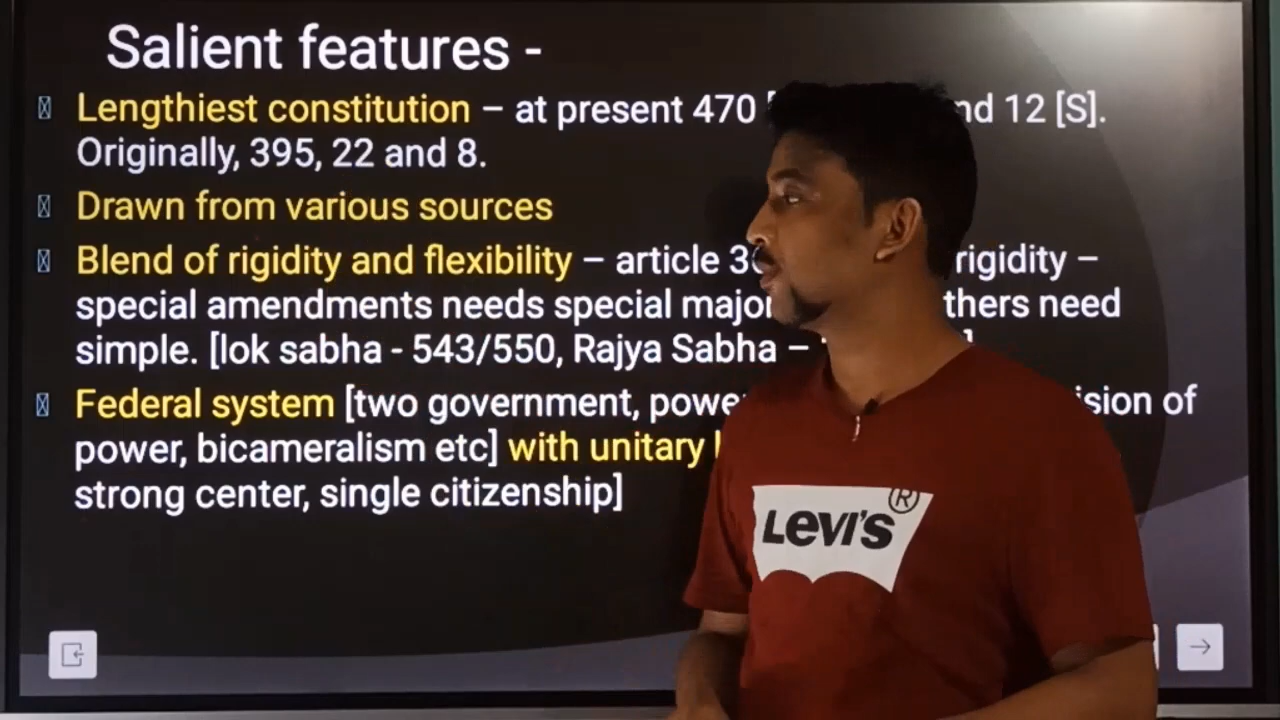 Salient features -
Lengthiest constitution – at present 470 [ nd 12 [S].
Originally, 395, 22 and 8.
Drawn from various sources
Blend of rigidity and flexibility – article 3 rigidity –
special amendments needs special major thers need
simple. [lok sabha - 543/550, Rajya Sabha – ]
Federal system [two government, power ision of
power, bicameralism etc] with unitary
strong center, single citizenship]
LEVI'S
®